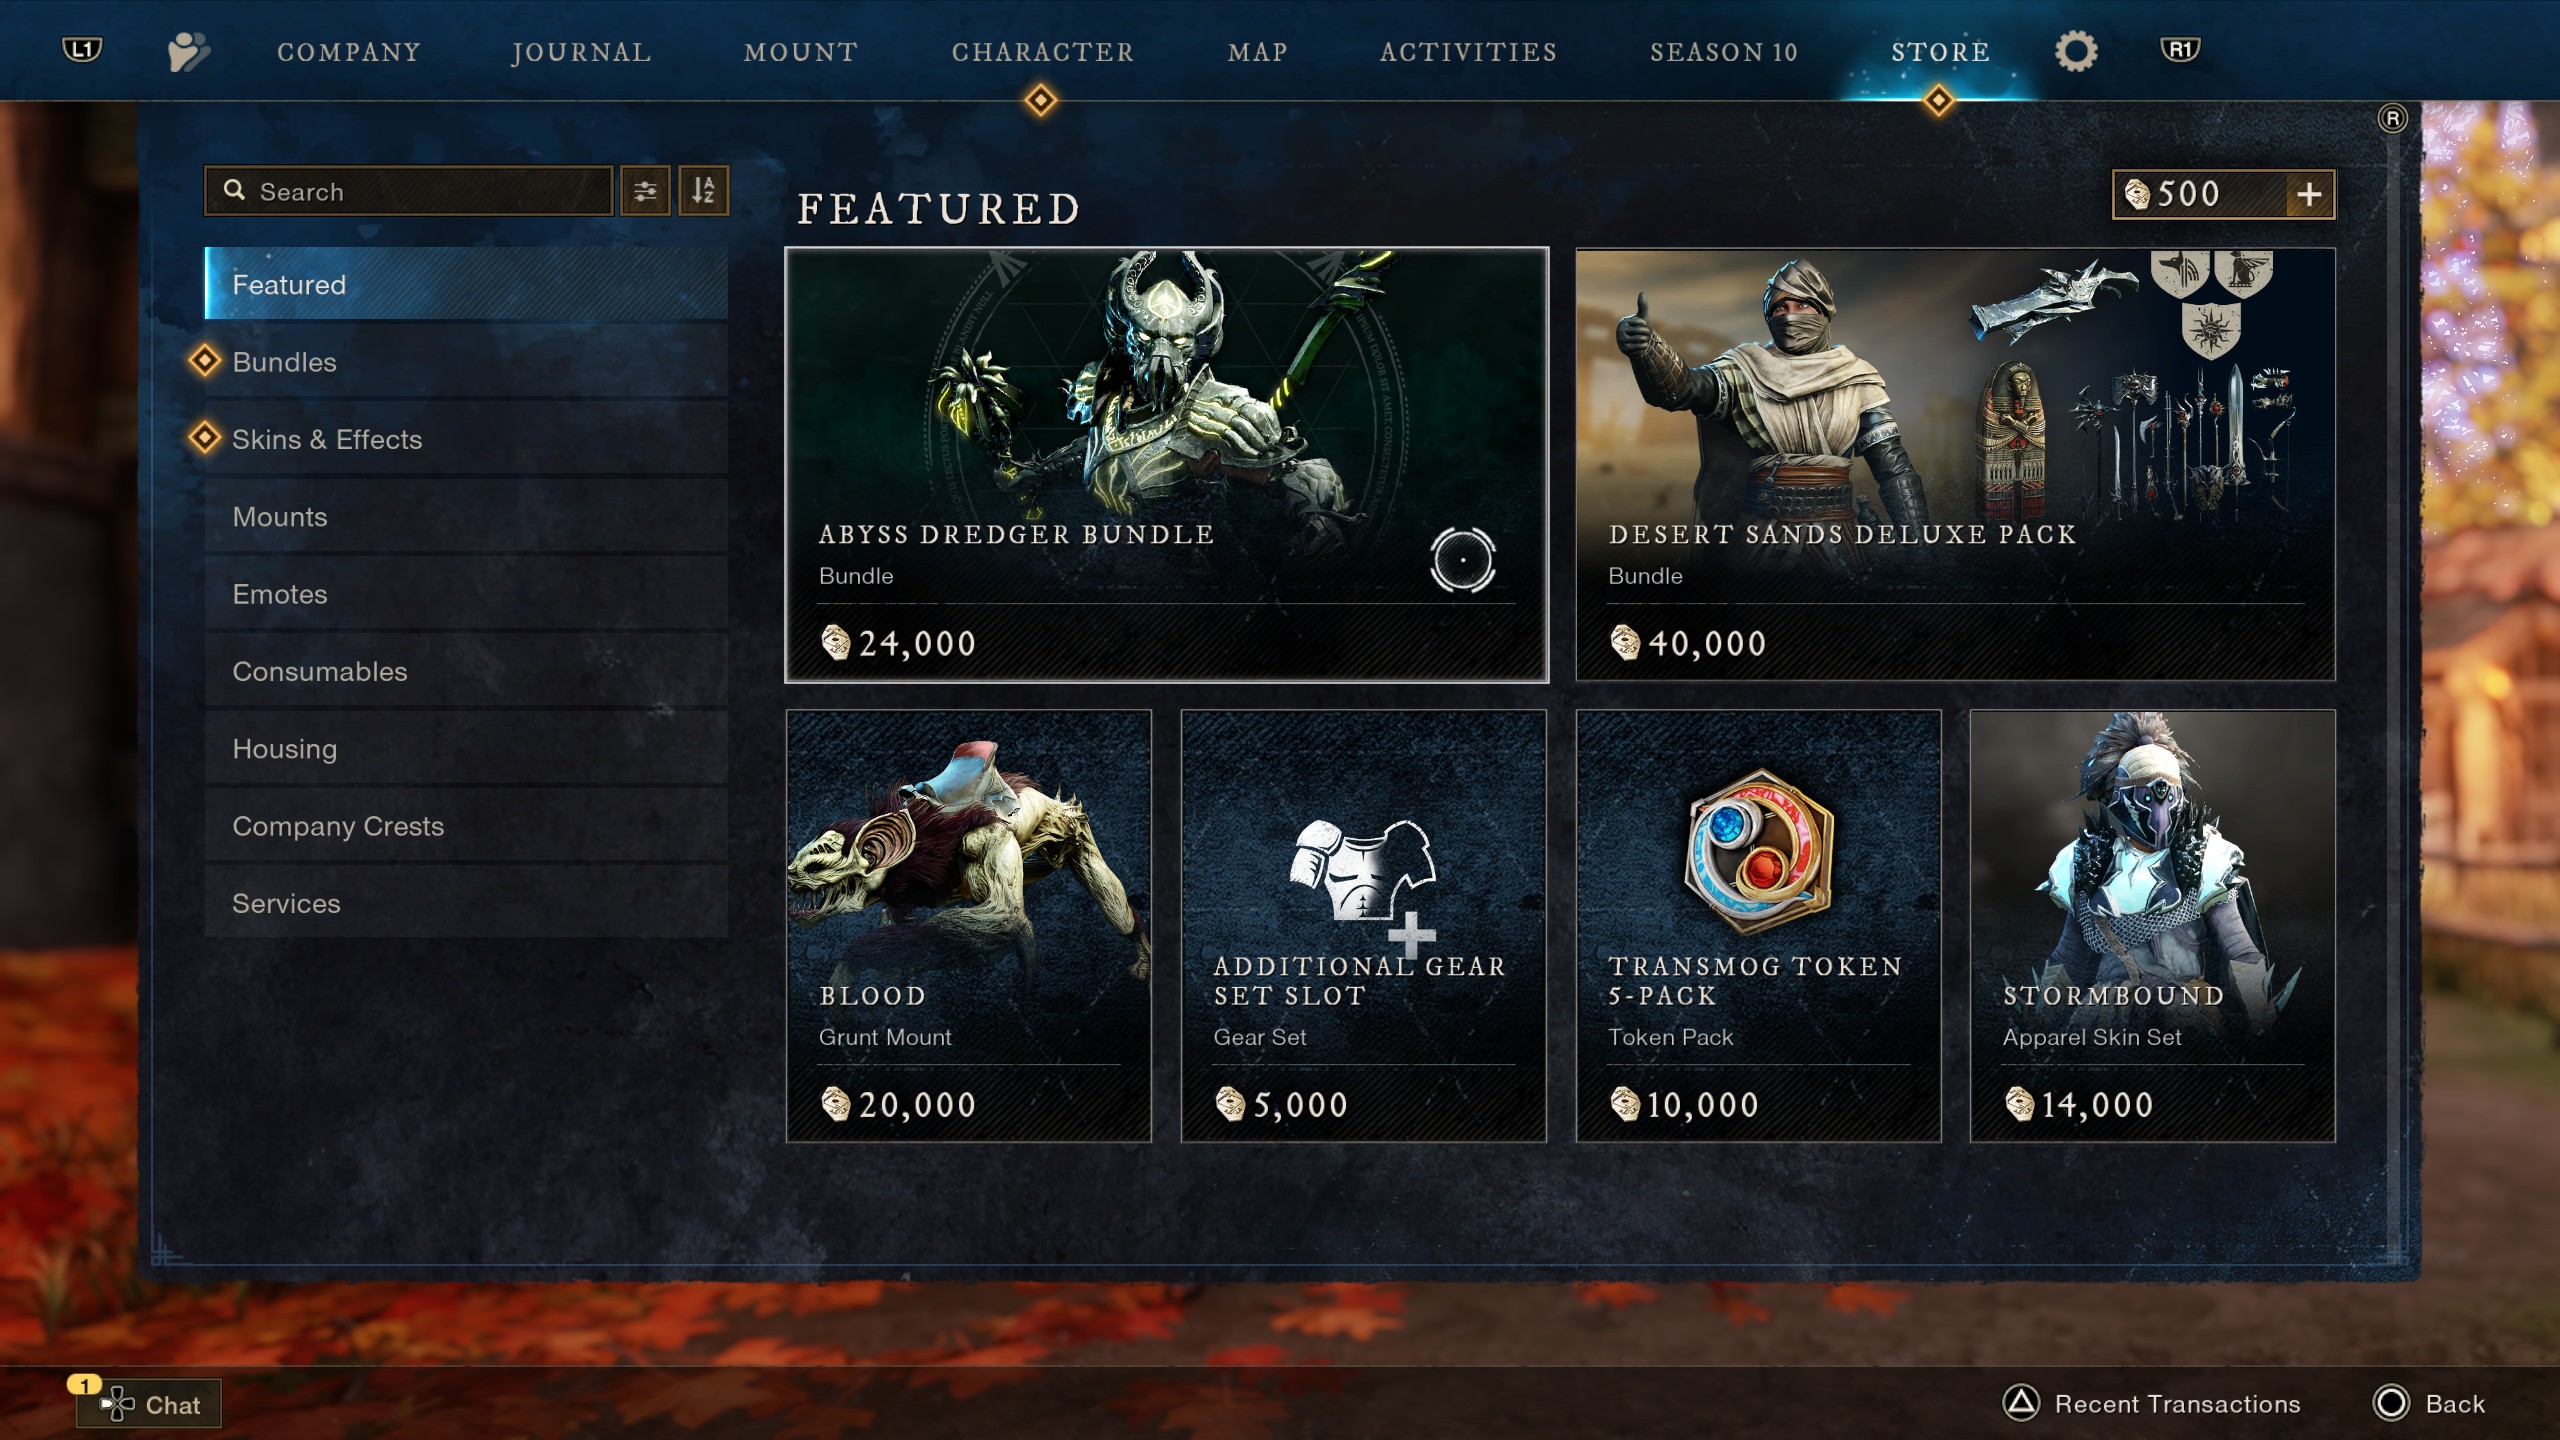 L1
COMPANY
JOURNAL
MOUNT
CHARACTER
MAP
ACTIVITIES
SEASON 10
STORE
R1
R
Search
A
Z
FEATURED
500
Featured
Bundles
Skins & Effects
Mounts
Emotes
Consumables
Housing
Company Crests
Services
ABYSS DREDGER BUNDLE
Bundle
24,000
DESERT SANDS DELUXE PACK
Bundle
40,000
BLOOD
Grunt Mount
20,000
ADDITIONAL GEAR
SET SLOT
Gear Set
5,000
TRANSMOG TOKEN
5-PACK
Token Pack
10,000
STORMBOUND
Apparel Skin Set
14,000
1
Chat
Recent Transactions
Back